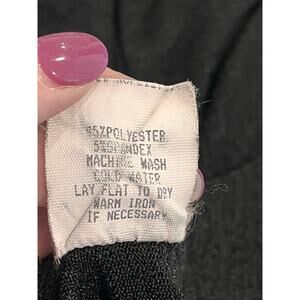 95%POLYESTER
5%SPANDEX
MACHINE WASH
COLD WATER
LAY FLAT TO DRY
WARM IRON
IF NECESSARY